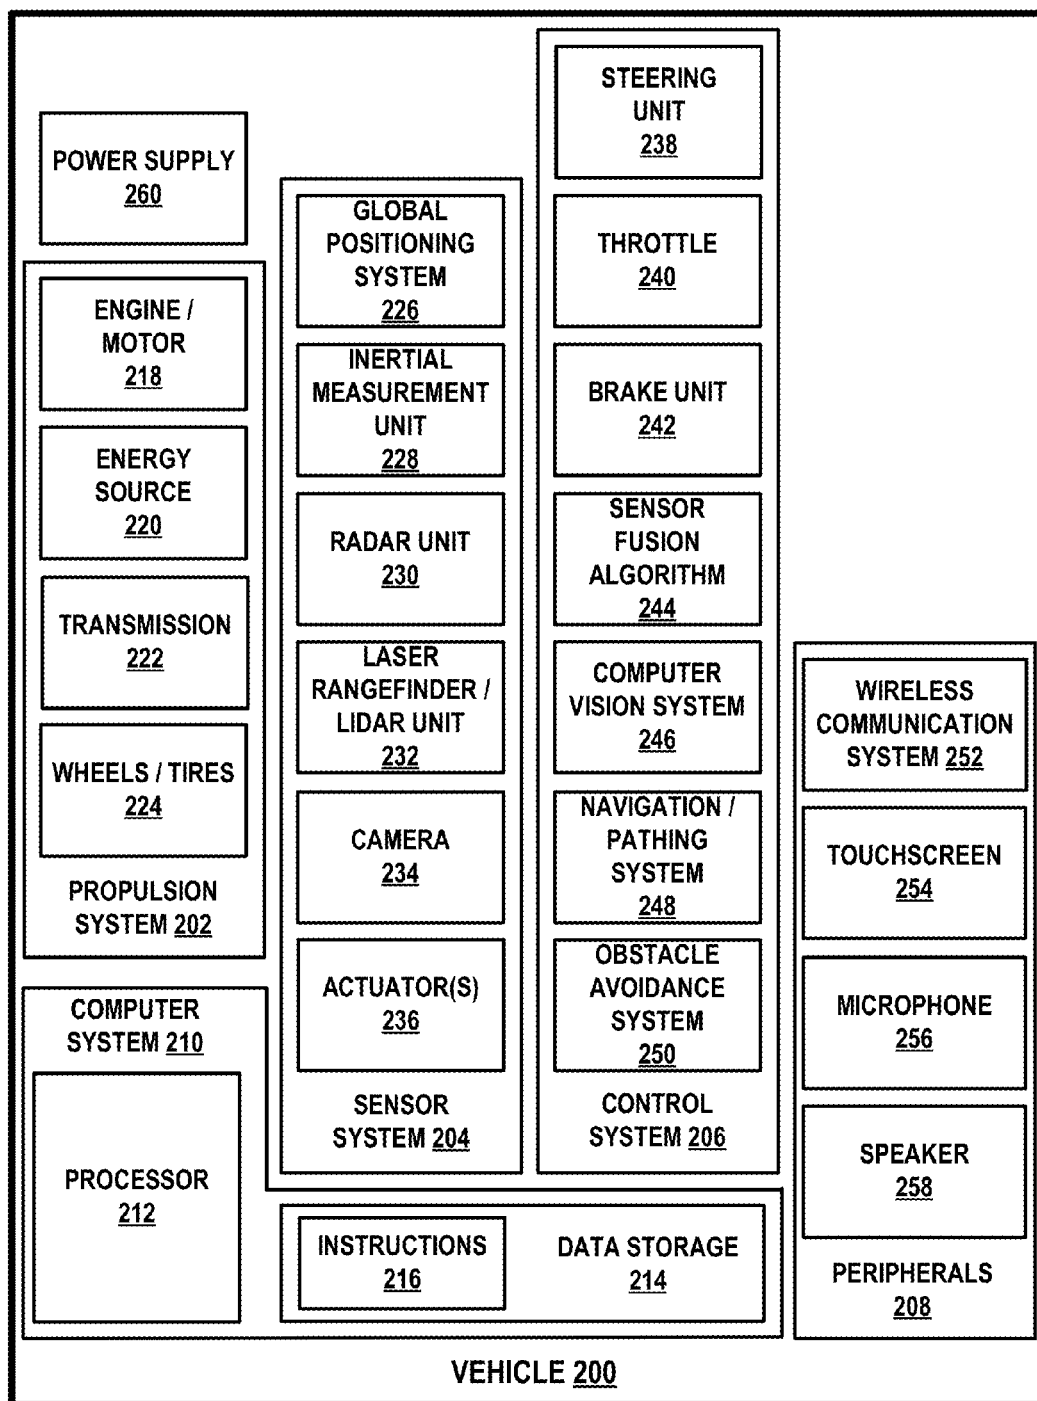 POWER SUPPLY
260
ENGINE /
MOTOR
218
ENERGY
SOURCE
220
TRANSMISSION
222
WHEELS / TIRES
224
PROPULSION
SYSTEM 202
COMPUTER
SYSTEM 210
PROCESSOR
212
GLOBAL
POSITIONING
SYSTEM
226
INERTIAL
MEASUREMENT
UNIT
228
RADAR UNIT
230
LASER
RANGEFINDER /
LIDAR UNIT
232
CAMERA
234
ACTUATOR(S)
236
SENSOR
SYSTEM 204
STEERING
UNIT
238
THROTTLE
240
BRAKE UNIT
242
SENSOR
FUSION
ALGORITHM
244
COMPUTER
VISION SYSTEM
246
NAVIGATION /
PATHING
SYSTEM
248
OBSTACLE
AVOIDANCE
SYSTEM
250
CONTROL
SYSTEM 206
INSTRUCTIONS
216
DATA STORAGE
214
WIRELESS
COMMUNICATION
SYSTEM 252
TOUCHSCREEN
254
MICROPHONE
256
SPEAKER
258
PERIPHERALS
208
VEHICLE 200